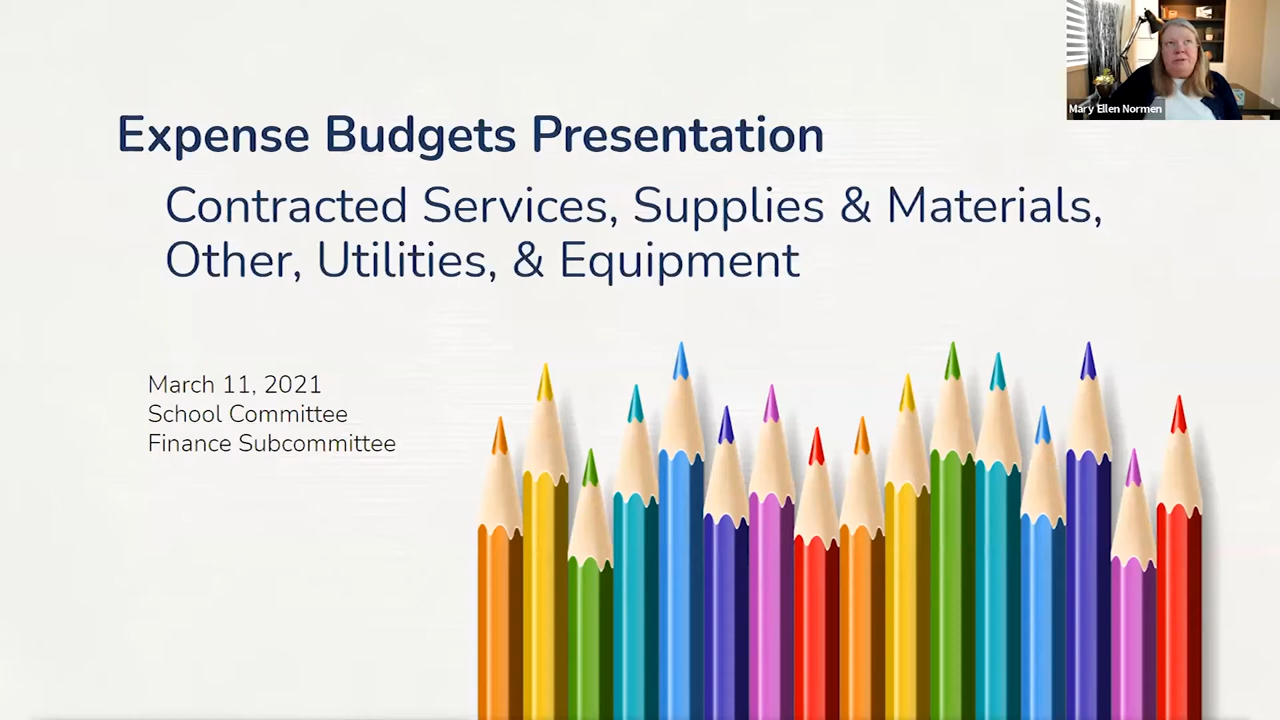 Expense Budgets Presentation
Contracted Services, Supplies & Materials,
Other, Utilities, & Equipment
March 11, 2021
School Committee
Finance Subcommittee
Mary Ellen Normen